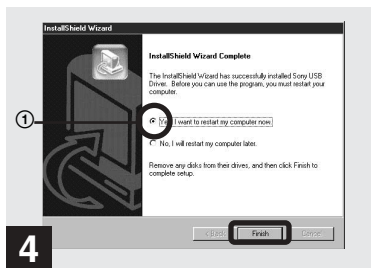 InstallShield Wizard
InstallShield Wizard Complete
The InstallShield Wizard has successfully installed Sony USB
Driver. Before you can use the program, you must restart your
computer.
1
Yes, I want to restart my computer now.
No, I will restart my computer later.
Remove any disks from their drives, and then click Finish to
complete setup.
< Back
Finish
Cancel
4